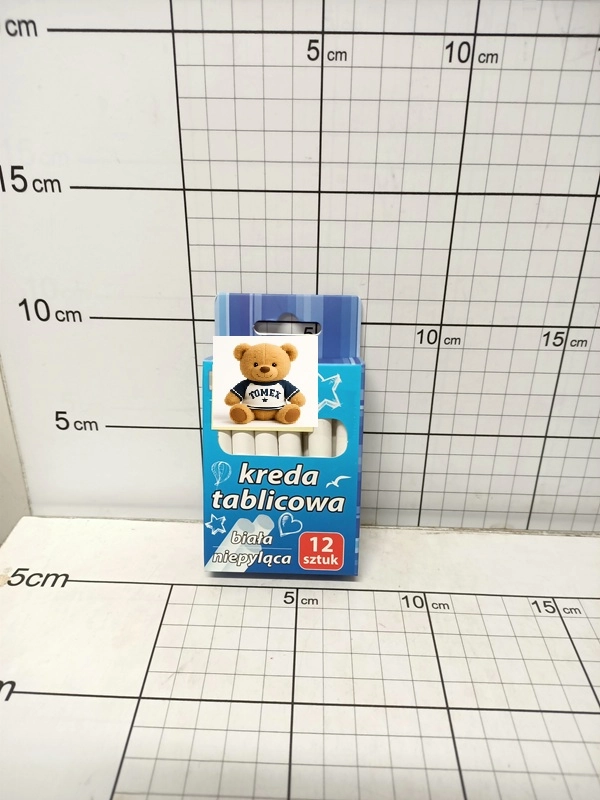 cm
5 cm
10 cm
15 cm
10 cm
10 cm
15 cm
5 cm
TOMEX
kreda
tablicowa
biała
niepyląca
12
sztuk
5cm
5 cm
10 cm
15 cm